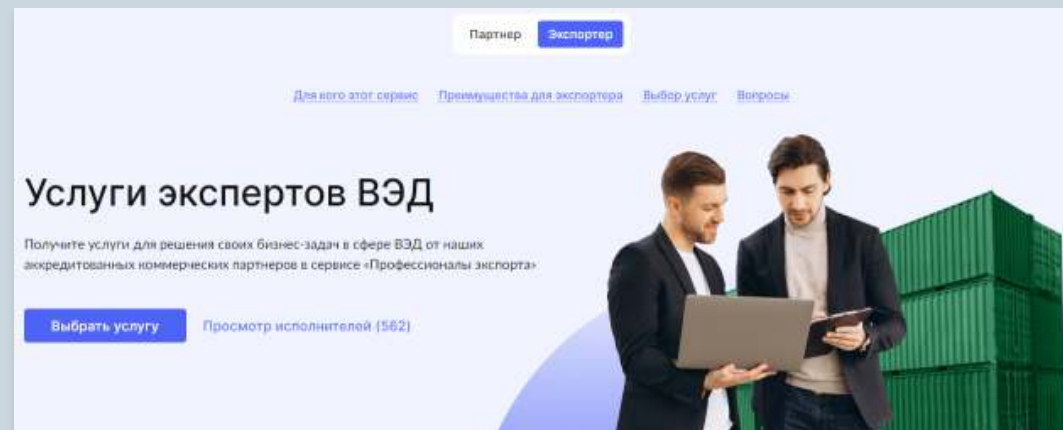 Партнер Экспортер
Для кого этот сервис Преимущества для экспортера Выбор услуг Вопросы
Услуги экспертов ВЭД
Получите услуги для решения своих бизнес-задач в сфере ВЭД от наших
аккредитованных коммерческих партнеров в сервисе «Профессионалы экспорта»
Выбрать услугу Просмотр исполнителей (562)